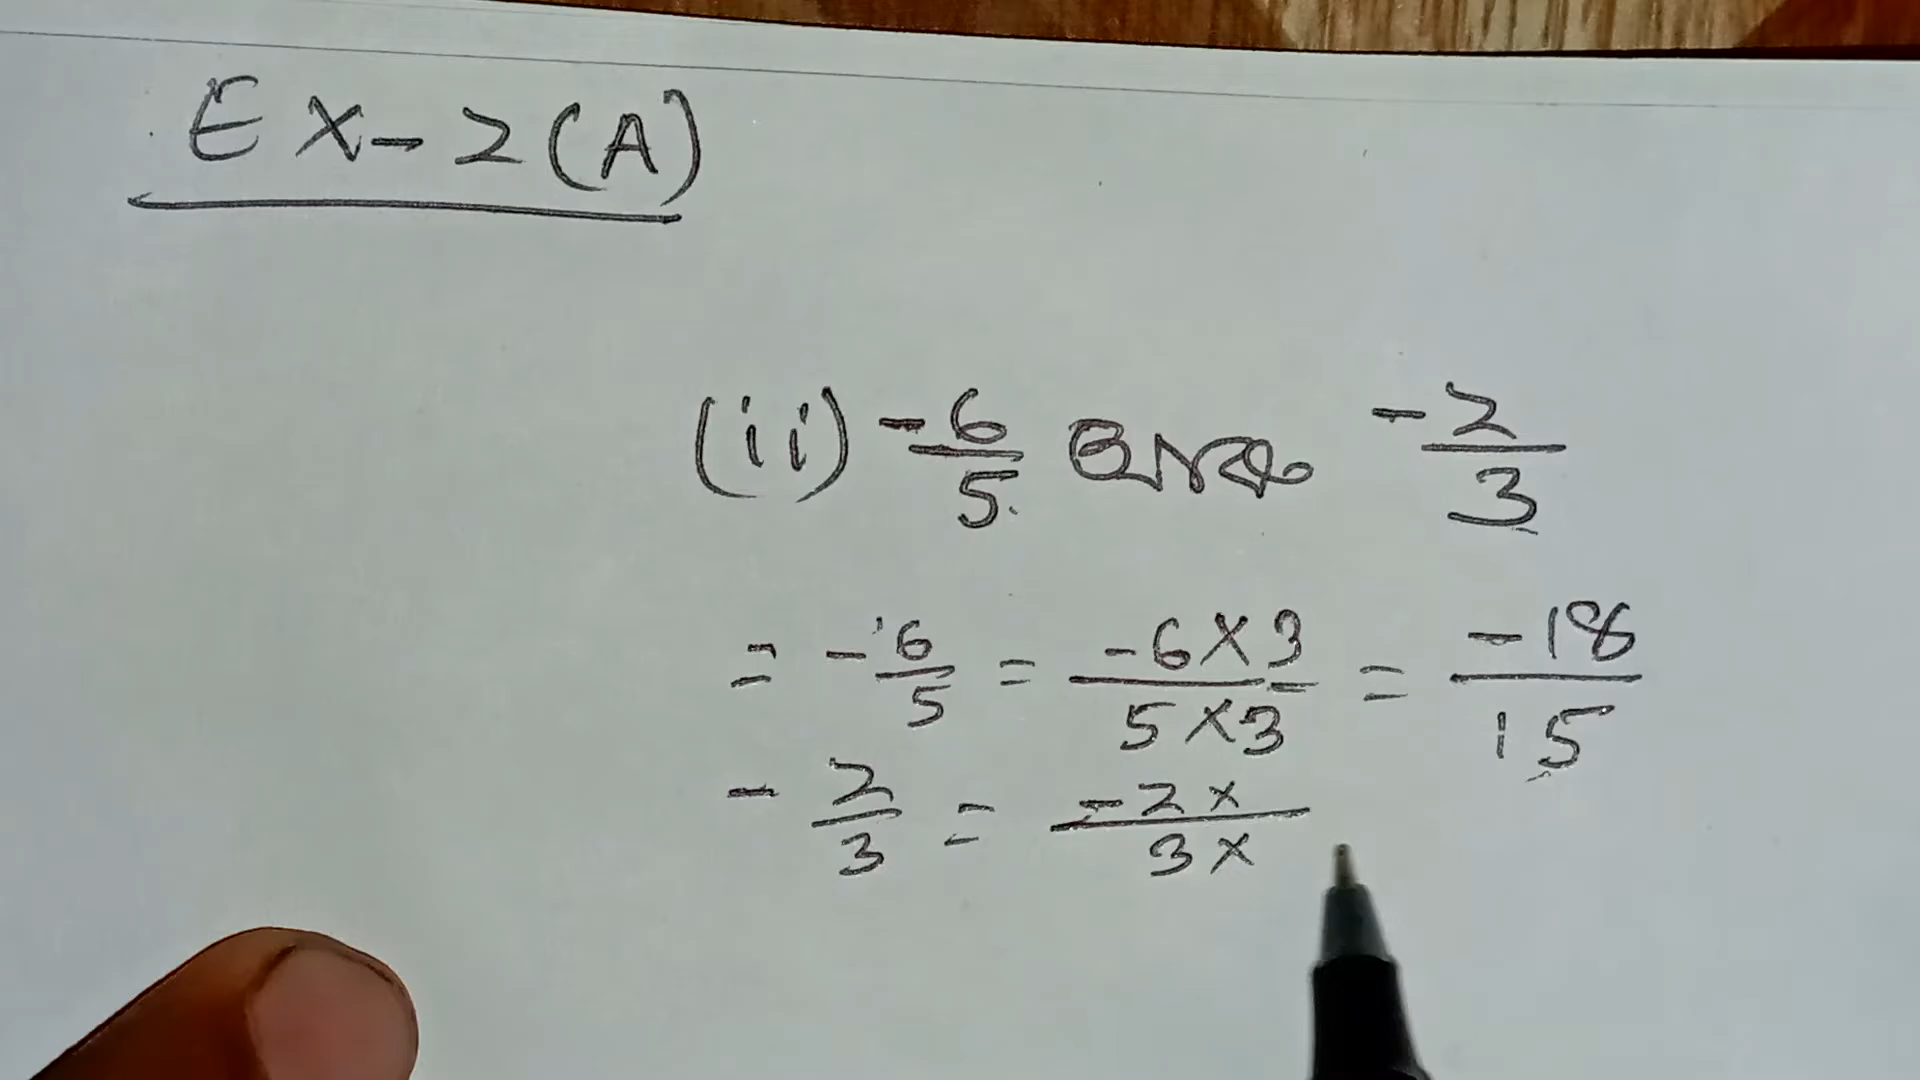 Ex-2(A)
(ii) -6/5 ଏବଂ -2/3
= -6/5 = -6×3/5×3 = -18/15
-2/3 = -2×/3×